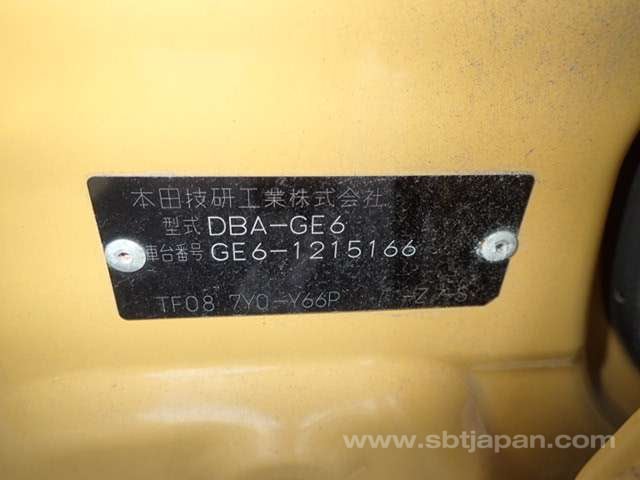 本田技研工業株式会社
型式 DBA-GE6
車台番号 GE6-1215166
TF08 7Y0-Y66P
www.sbtjapan.com